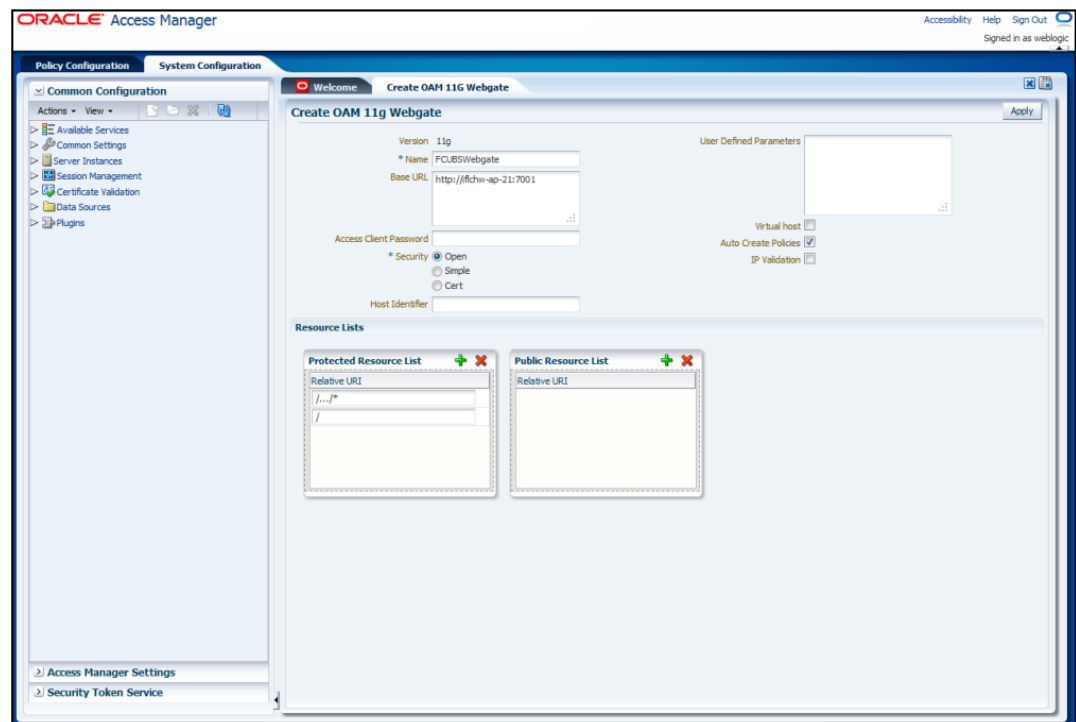 ORACLE Access Manager
Accessibility Help Sign Out
Signed in as weblogic
Policy Configuration System Configuration
Common Configuration
Actions View
Available Services
Common Settings
Server Instances
Session Management
Certificate Validation
Data Sources
Plugins
Access Manager Settings
Security Token Service
Welcome Create OAM 11G Webgate
Create OAM 11g Webgate Apply
Version 11g
* Name FCUBSWebgate
Base URL http://iflchw-ap-21:7001
Access Client Password
* Security Open
Simple
Cert
Host Identifier
User Defined Parameters
Virtual host
Auto Create Policies
IP Validation
Resource Lists
Protected Resource List
Relative URI
/.../*
/
Public Resource List
Relative URI